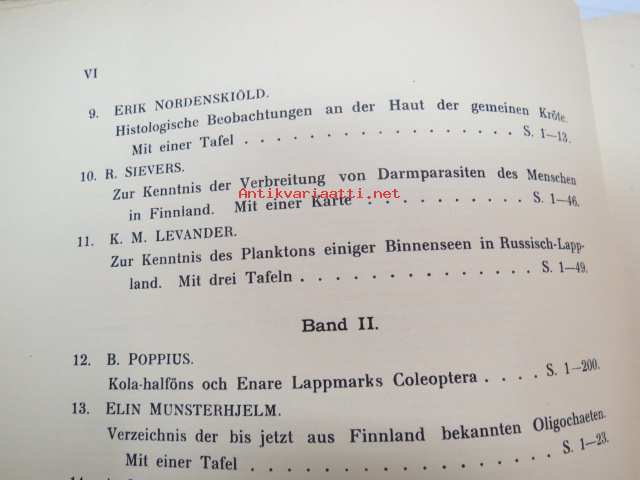 VI
9. ERIK NORDENSKIÖLD.
Histologische Beobachtungen an der Haut der gemeinen Kröte.
Mit einer Tafel . . . . . . . . . . . . . . . . S. 1—13.
10. R. SIEVERS.
Zur Kenntnis der Verbreitung von Darmparasiten des Menschen
Antikvariaatti.net
in Finnland. Mit einer Karte . . . . . . . . . S. 1—46.
11. K. M. LEVANDER.
Zur Kenntnis des Planktons einiger Binnenseen in Russisch-Lapp-
land. Mit drei Tafeln . . . . . . . . . . . . . . S. 1—49.
Band II.
12. B. POPPIUS.
Kola-halföns och Enare Lappmarks Coleoptera . . . . S. 1—200.
13. ELIN MUNSTERHJELM.
Verzeichnis der bis jetzt aus Finnland bekannten Oligochaeten.
Mit einer Tafel . . . . . . . . . . . . . . . . S. 1—23.